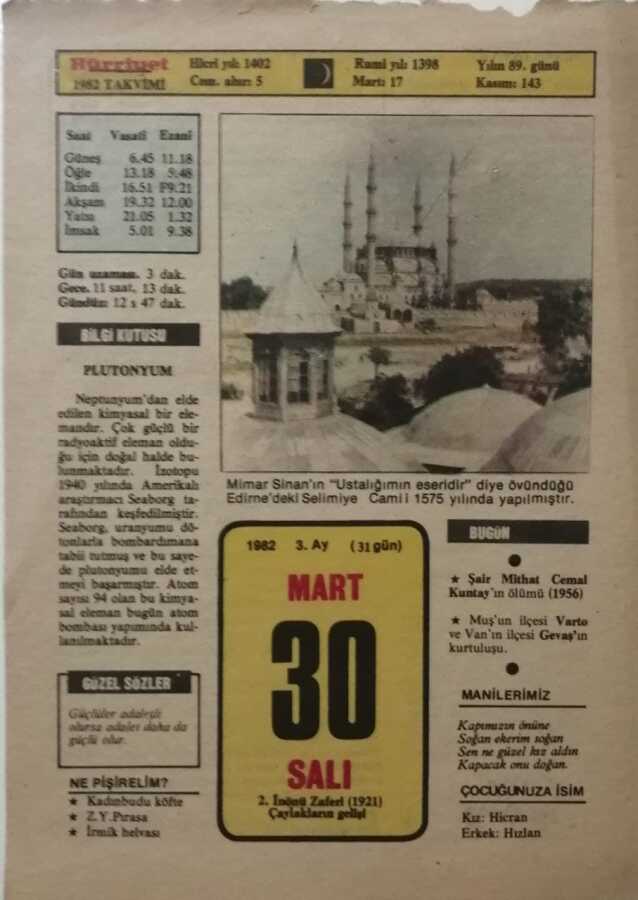 Hürriyet
1982 TAKVİMİ
Hicri yılı: 1402
Cem. ahır: 5
Rumi yılı 1398
Mart: 17
Yılın 89. günü
Kasım: 143
Saat Vasati Ezani
Güneş 6.45 11.18
Öğle 13.18 5.48
İkindi 16.51 F9:21
Akşam 19.32 12.00
Yatsı 21.05 1.32
İmsak 5.01 9.38
Gün uzaması. 3 dak.
Gece. 11 saat, 13 dak.
Gündüz: 12 s 47 dak.
BİLGİ KUTUSU
PLUTONYUM
Neptunyum'dan elde
edilen kimyasal bir ele-
mandır. Çok güçlü bir
radyoaktif eleman oldu-
ğu için doğal halde bu-
lunmaktadır. İzotopu
1940 yılında Amerikalı
araştırmacı Seaborg ta-
rafından keşfedilmiştir.
Seaborg, uranyumu dö-
tonlarla bombardımana
tabii tutmuş ve bu saye-
de plutonyumu elde et-
meyi başarmıştır. Atom
sayısı 94 olan bu kimya-
sal eleman bugün atom
bombası yapımında kul-
lanılmaktadır.
GÜZEL SÖZLER
Güçlüler adaletli
olursa adalet daha da
güçlü olur.
NE PİŞİRELİM?
★ Kadınbudu köfte
★ Z.Y.Pırasa
★ İrmik helvası
Mimar Sinan'ın "Ustalığımın eseridir" diye övündüğü
Edirne'deki Selimiye Camii 1575 yılında yapılmıştır.
1982 3. Ay (31 gün)
MART
30
SALI
2. İnönü Zaferi (1921)
Çaylakların gelişi
BUGÜN
★ Şair Mithat Cemal
Kuntay'ın ölümü (1956)
★ Muş'un ilçesi Varto
ve Van'ın ilçesi Gevaş'ın
kurtuluşu.
MANİLERİMİZ
Kapımızın önüne
Soğan ekerim soğan
Sen ne güzel kız aldın
Kapacak onu doğan.
ÇOCUĞUNUZA İSİM
Kız: Hicran
Erkek: Hızlan